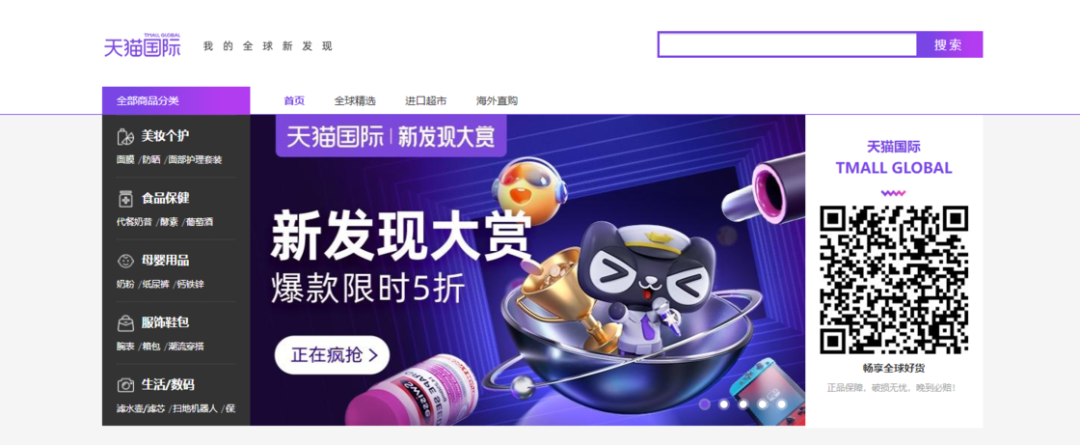 TMALL GLOBAL
天猫国际
我的全球新发现
搜索
全部商品分类
首页 全球精选 进口超市 海外直购
美妆个护
面膜 /防晒 /面部护理套装
食品保健
代餐奶昔 /酵素 /葡萄酒
母婴用品
奶粉 /纸尿裤 /钙铁锌
服饰鞋包
腕表 /箱包 /潮流穿搭
生活/数码
滤水壶/滤芯 /扫地机器人 /保
天猫国际 | 新发现大赏
新发现大赏
爆款限时5折
正在疯抢 >
天猫国际
TMALL GLOBAL
畅享全球好货
正品保障，破损无忧，晚到必赔！